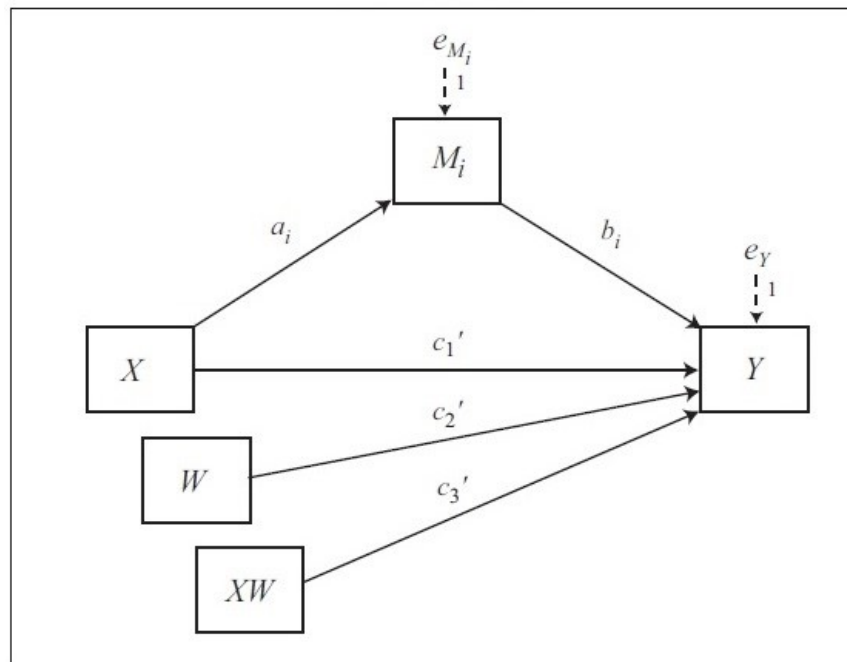 e_{M_i}
1
M_i
a_i
b_i
e_Y
1
X
c_1′
Y
c_2′
W
c_3′
XW